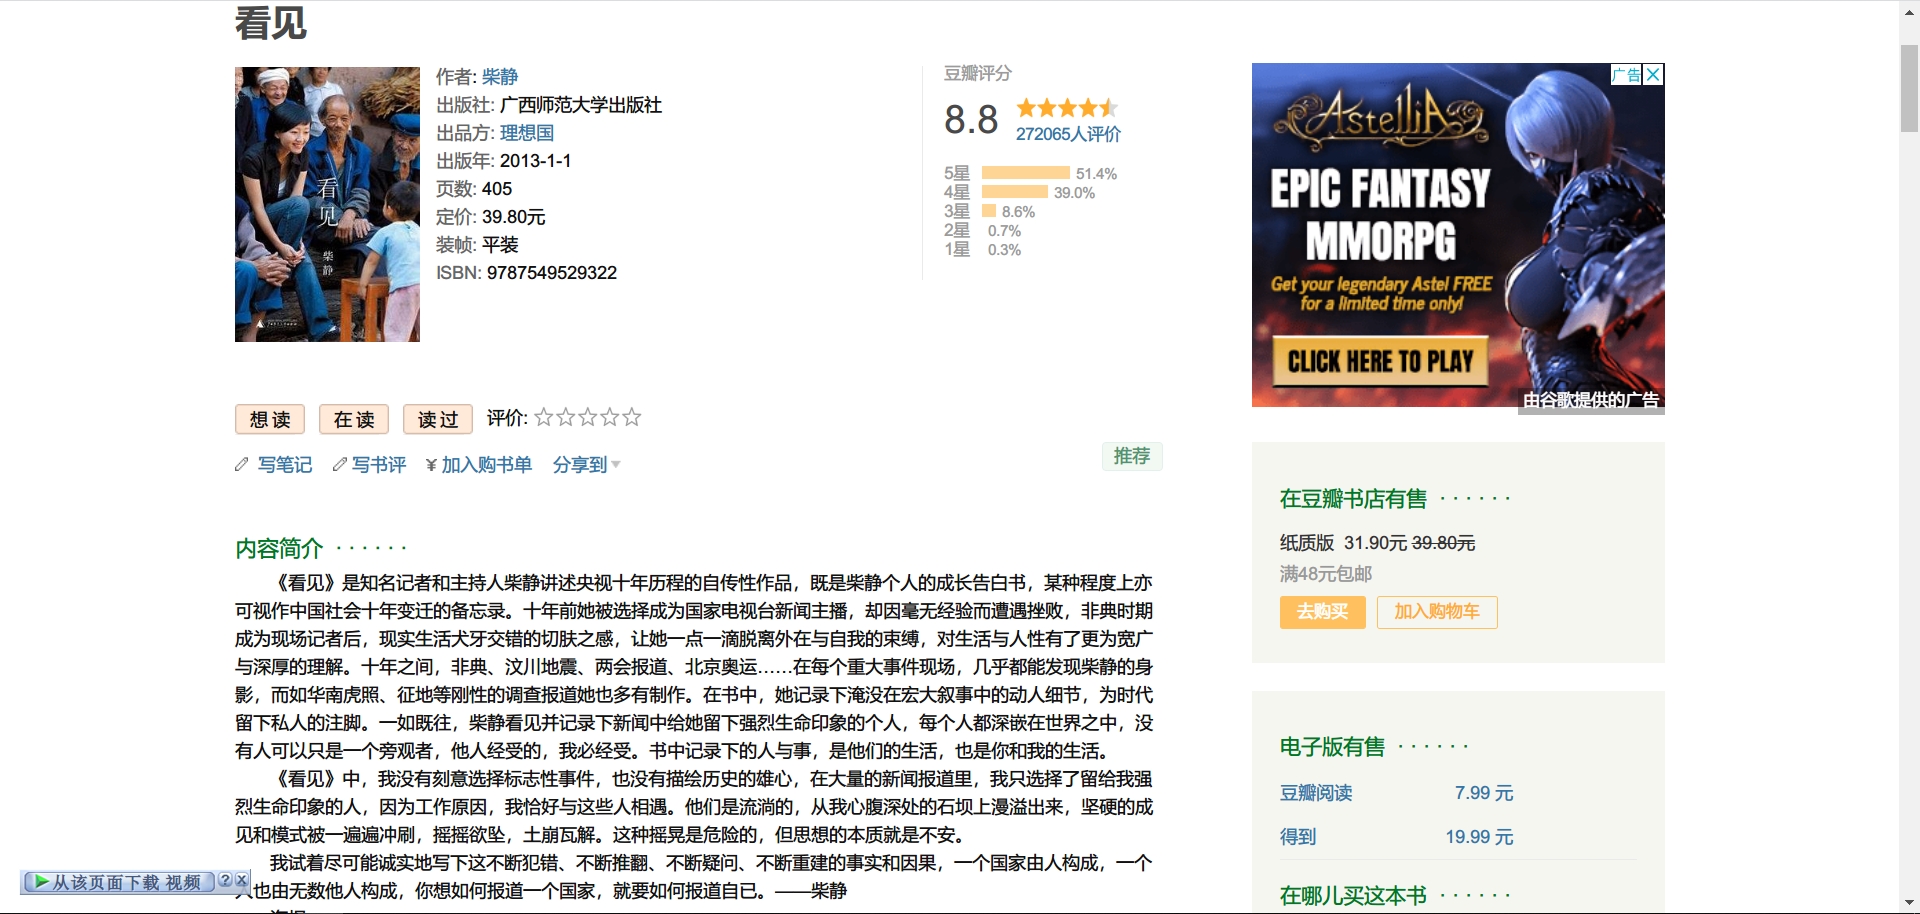 看见
看
见
柴
静
作者: 柴静
出版社: 广西师范大学出版社
出品方: 理想国
出版年: 2013-1-1
页数: 405
定价: 39.80元
装帧: 平装
ISBN: 9787549529322
豆瓣评分
8.8
272065人评价
5星 51.4%
4星 39.0%
3星 8.6%
2星 0.7%
1星 0.3%
想读 在读 读过 评价:
写笔记 写书评 ¥加入购书单 分享到
推荐
内容简介 · · · · · ·
《看见》是知名记者和主持人柴静讲述央视十年历程的自传性作品，既是柴静个人的成长告白书，某种程度上亦
可视作中国社会十年变迁的备忘录。十年前她被选择成为国家电视台新闻主播，却因毫无经验而遭遇挫败，非典时期
成为现场记者后，现实生活犬牙交错的切肤之感，让她一点一滴脱离外在与自我的束缚，对生活与人性有了更为宽广
与深厚的理解。十年之间，非典、汶川地震、两会报道、北京奥运……在每个重大事件现场，几乎都能发现柴静的身
影，而如华南虎照、征地等刚性的调查报道她也多有制作。在书中，她记录下淹没在宏大叙事中的动人细节，为时代
留下私人的注脚。一如既往，柴静看见并记录下新闻中给她留下强烈生命印象的个人，每个人都深嵌在世界之中，没
有人可以只是一个旁观者，他人经受的，我必经受。书中记录下的人与事，是他们的生活，也是你和我的生活。
《看见》中，我没有刻意选择标志性事件，也没有描绘历史的雄心，在大量的新闻报道里，我只选择了留给我强
烈生命印象的人，因为工作原因，我恰好与这些人相遇。他们是流淌的，从我心腹深处的石坝上漫溢出来，坚硬的成
见和模式被一遍遍冲刷，摇摇欲坠，土崩瓦解。这种摇晃是危险的，但思想的本质就是不安。
我试着尽可能诚实地写下这不断犯错、不断推翻、不断疑问、不断重建的事实和因果，一个国家由人构成，一个
人也由无数他人构成，你想如何报道一个国家，就要如何报道自已。——柴静
从该页面下载 视频 ? x
广告
AstelliA
EPIC FANTASY
MMORPG
Get your legendary Astel FREE
for a limited time only!
CLICK HERE TO PLAY
由谷歌提供的广告
在豆瓣书店有售 · · · · · ·
纸质版 31.90元 39.80元
满48元包邮
去购买 加入购物车
电子版有售 · · · · · ·
豆瓣阅读 7.99 元
得到 19.99 元
在哪儿买这本书 · · · · · ·